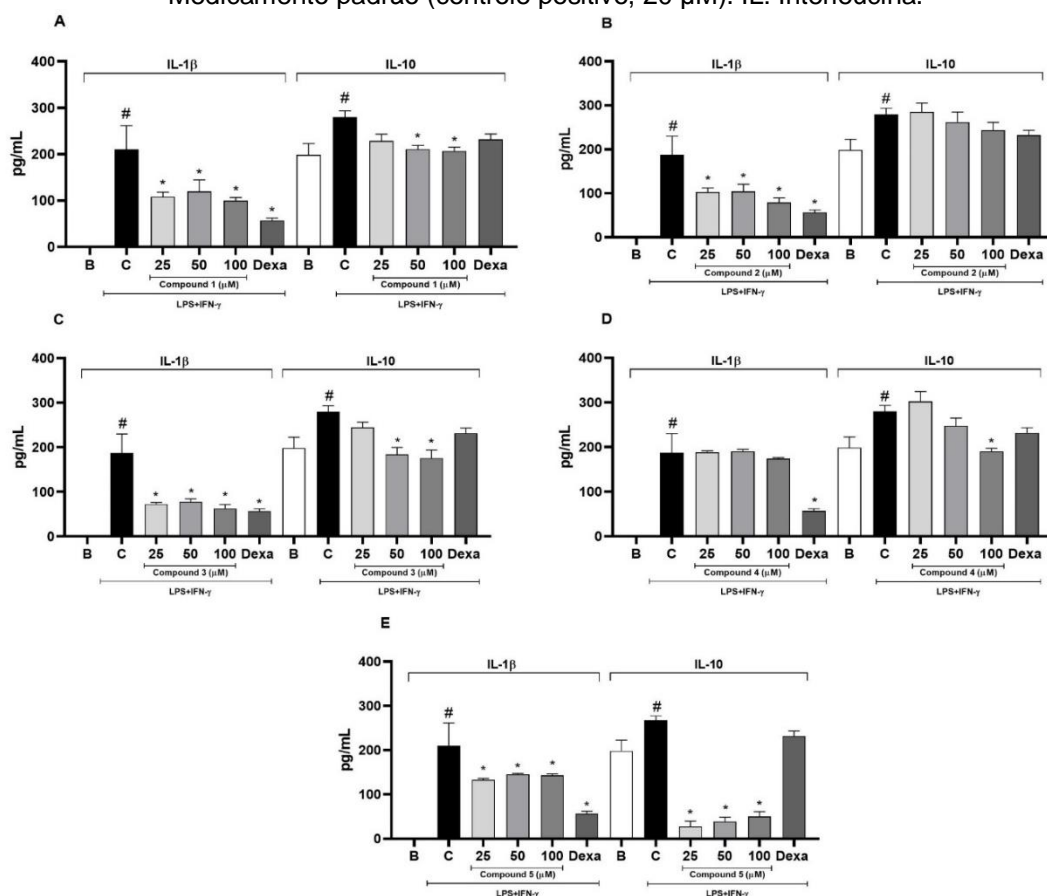 Medicamento padrão (controle positivo, 20 µM). IL: Interleucina.
A
IL-1β IL-10
400
300
200
100
0
pg/mL
# * * * * # * *
B C 25 50 100 Dexa B C 25 50 100 Dexa
Compound 1 (µM) Compound 1 (µM)
LPS+IFN-γ LPS+IFN-γ
B
IL-1β IL-10
400
300
200
100
0
pg/mL
# * * * * #
B C 25 50 100 Dexa B C 25 50 100 Dexa
Compound 2 (µM) Compound 2 (µM)
LPS+IFN-γ LPS+IFN-γ
C
IL-1β IL-10
400
300
200
100
0
pg/mL
# * * * * # * *
B C 25 50 100 Dexa B C 25 50 100 Dexa
Compound 3 (µM) Compound 3 (µM)
LPS+IFN-γ LPS+IFN-γ
D
IL-1β IL-10
400
300
200
100
0
pg/mL
# * # *
B C 25 50 100 Dexa B C 25 50 100 Dexa
Compound 4 (µM) Compound 4 (µM)
LPS+IFN-γ LPS+IFN-γ
E
IL-1β IL-10
400
300
200
100
0
pg/mL
# * * * * # * * *
B C 25 50 100 Dexa B C 25 50 100 Dexa
Compound 5 (µM) Compound 5 (µM)
LPS+IFN-γ LPS+IFN-γ